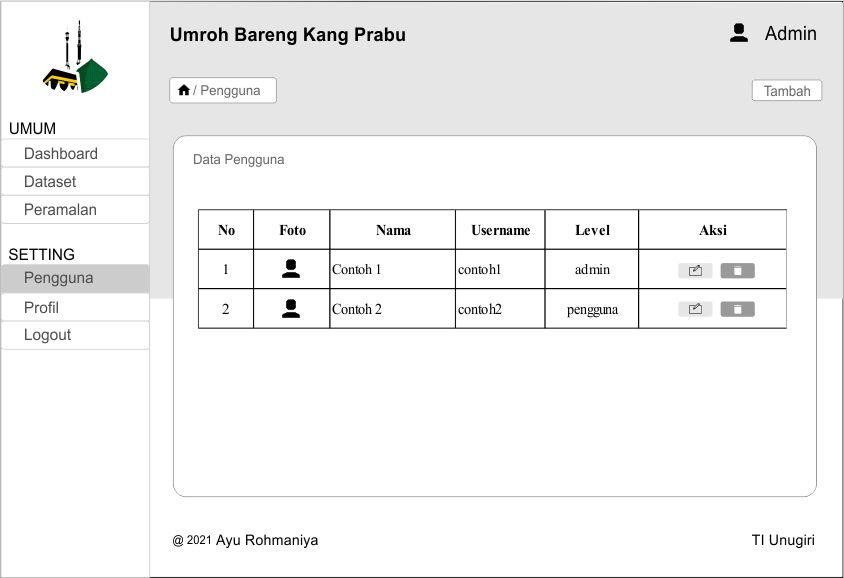 Umroh Bareng Kang Prabu
Admin
/ Pengguna
Tambah
UMUM
Dashboard
Dataset
Peramalan
SETTING
Pengguna
Profil
Logout
Data Pengguna
No Foto Nama Username Level Aksi
1 Contoh 1 contoh1 admin
2 Contoh 2 contoh2 pengguna
@ 2021 Ayu Rohmaniya
TI Unugiri